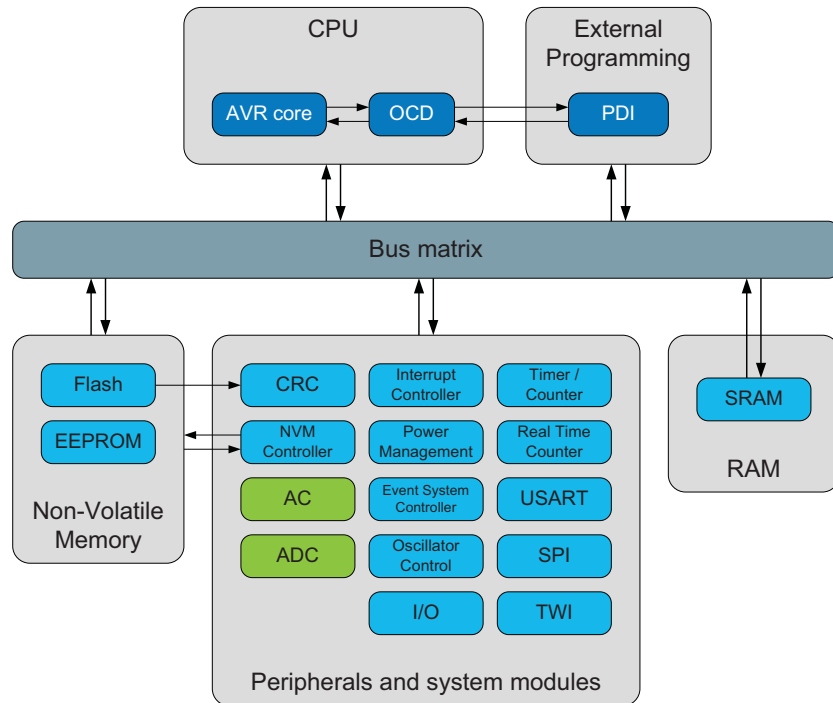 CPU
External
Programming
AVR core
OCD
PDI
Bus matrix
Flash
EEPROM
Non-Volatile
Memory
CRC
Interrupt
Controller
Timer /
Counter
NVM
Controller
Power
Management
Real Time
Counter
AC
Event System
Controller
USART
ADC
Oscillator
Control
SPI
I/O
TWI
Peripherals and system modules
SRAM
RAM